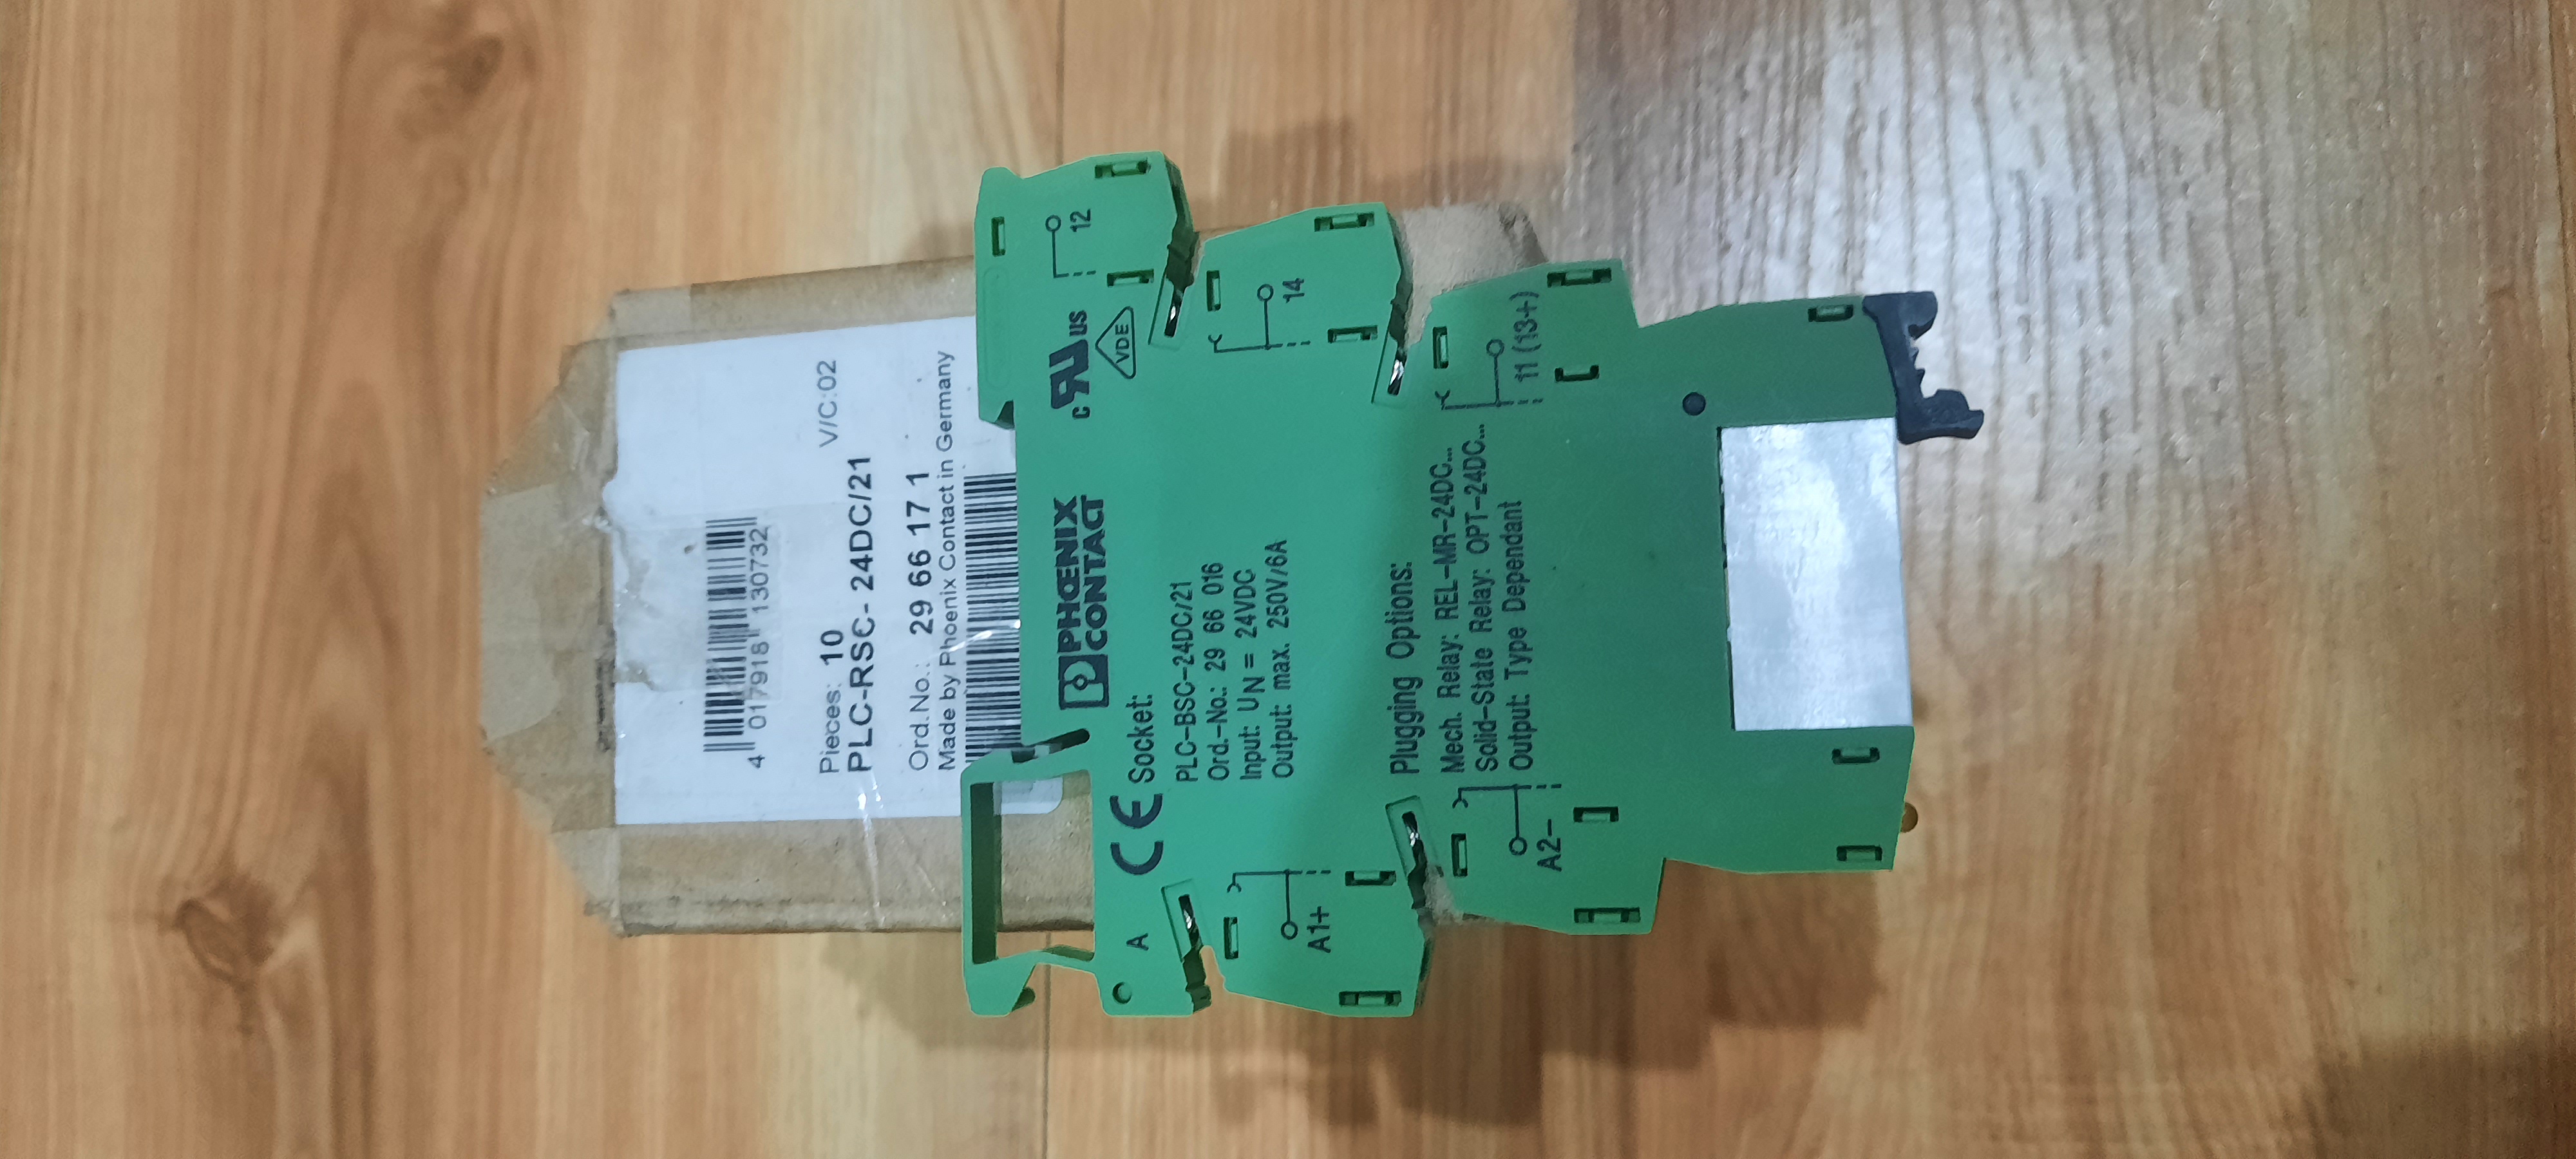 4 017918 130732
Pieces: 10 V/C:02
PLC-RSC- 24DC/21
Ord.No.: 29 66 17 1
Made by Phoenix Contact in Germany
PHŒNIX
CONTACT
c RU US
VDE
12
14
11 (13+)
A
CE
Socket:
PLC-BSC-24DC/21
Ord.-No.: 29 66 016
Input: UN = 24VDC
Output: max. 250V/6A
Plugging Options:
Mech. Relay: REL-MR-24DC...
Solid-State Relay: OPT-24DC...
Output: Type Dependant
A1+
A2-